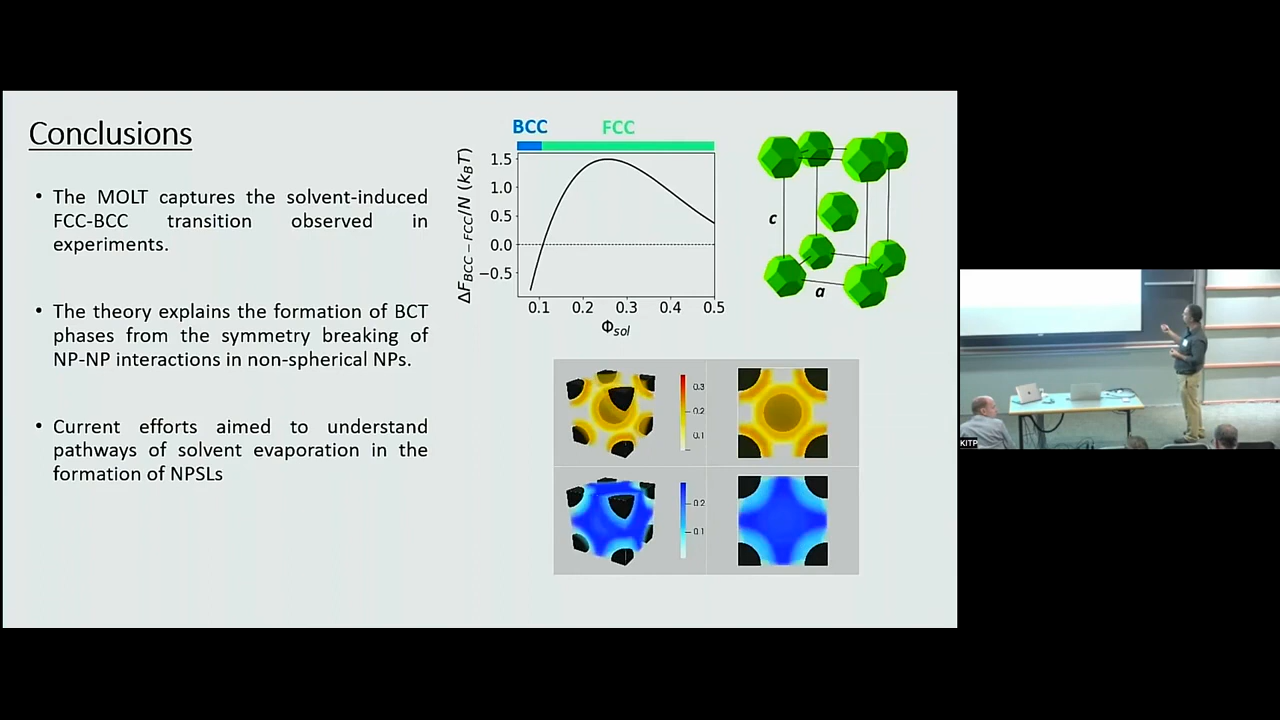 Conclusions
• The MOLT captures the solvent-induced
FCC-BCC transition observed in
experiments.
• The theory explains the formation of BCT
phases from the symmetry breaking of
NP-NP interactions in non-spherical NPs.
• Current efforts aimed to understand
pathways of solvent evaporation in the
formation of NPSLs
BCC FCC
ΔF_BCC−FCC/N (k_BT)
1.5
1.0
0.5
0.0
−0.5
0.1 0.2 0.3 0.4 0.5
Φ_sol
c
a
0.3
0.2
0.1
0.2
0.1
KITP